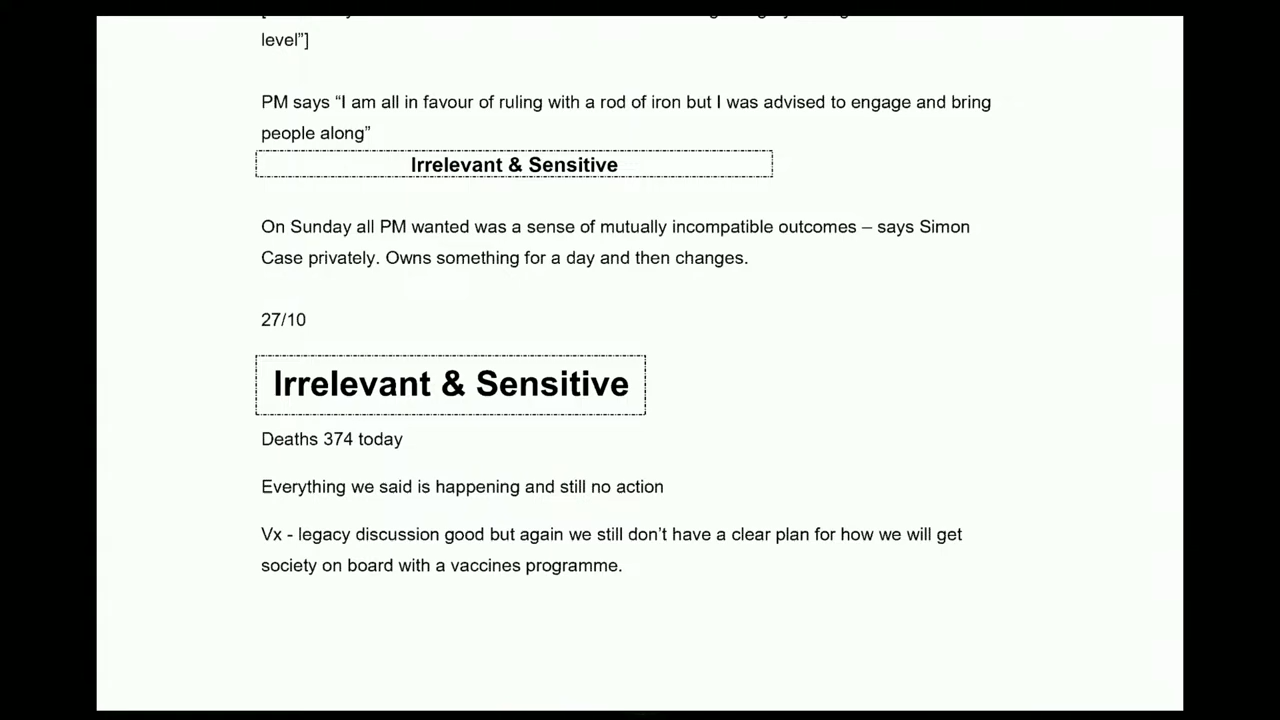 level”]
PM says “I am all in favour of ruling with a rod of iron but I was advised to engage and bring
people along”
Irrelevant & Sensitive
On Sunday all PM wanted was a sense of mutually incompatible outcomes – says Simon
Case privately. Owns something for a day and then changes.
27/10
Irrelevant & Sensitive
Deaths 374 today
Everything we said is happening and still no action
Vx - legacy discussion good but again we still don’t have a clear plan for how we will get
society on board with a vaccines programme.